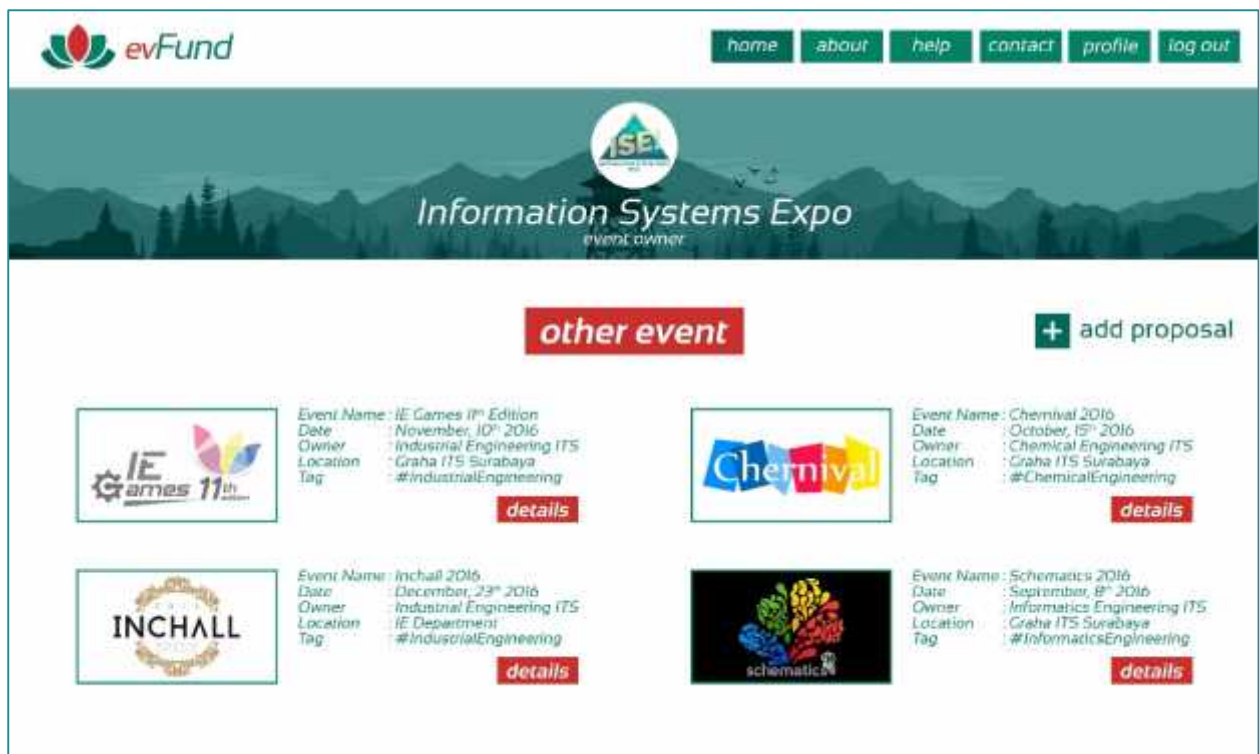 evFund
home about help contact profile log out
ISE!
Information Systems Expo
event owner
other event
+ add proposal
IE Games 11th
Event Name : IE Games 11th Edition
Date : November, 10th 2016
Owner : Industrial Engineering ITS
Location : Graha ITS Surabaya
Tag : #IndustrialEngineering
details
Chernival
Event Name : Chernival 2016
Date : October, 15th 2016
Owner : Chemical Engineering ITS
Location : Graha ITS Surabaya
Tag : #ChemicalEngineering
details
INCHALL
Event Name : Inchall 2016
Date : December, 23th 2016
Owner : Industrial Engineering ITS
Location : IE Department
Tag : #IndustrialEngineering
details
schematics
Event Name : Schematics 2016
Date : September, 8th 2016
Owner : Informatics Engineering ITS
Location : Graha ITS Surabaya
Tag : #InformaticsEngineering
details